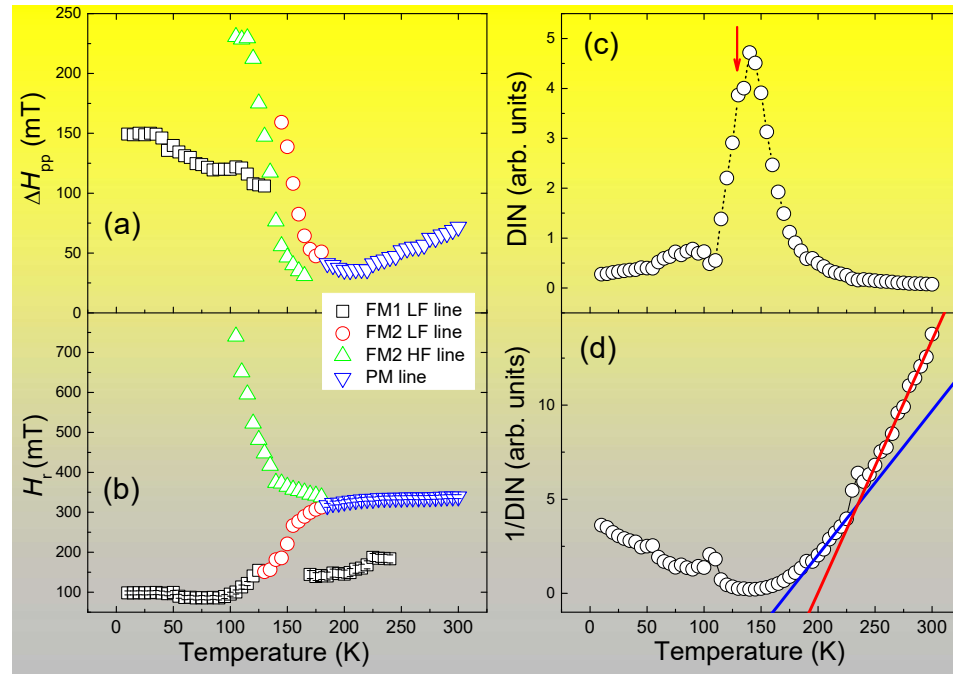 250
200
150
100
50
0
ΔHpp (mT)
(a)
FM1 LF line
FM2 LF line
FM2 HF line
PM line
700
600
500
400
300
200
100
Hr (mT)
(b)
0 50 100 150 200 250 300
Temperature (K)
5
4
3
2
1
0
DIN (arb. units)
(c)
10
5
0
1/DIN (arb. units)
(d)
0 50 100 150 200 250 300
Temperature (K)